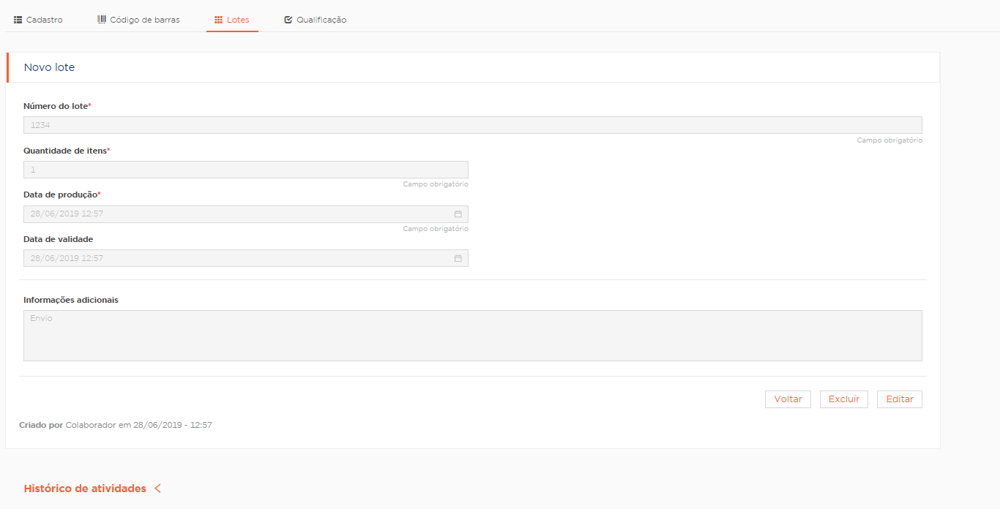 Cadastro Código de barras Lotes Qualificação
Novo lote
Número do lote*
1234
Campo obrigatório
Quantidade de itens*
1
Campo obrigatório
Data de produção*
28/06/2019 12:57
Campo obrigatório
Data de validade
28/06/2019 12:57
Informações adicionais
Envio
Voltar Excluir Editar
Criado por Colaborador em 28/06/2019 - 12:57
Histórico de atividades